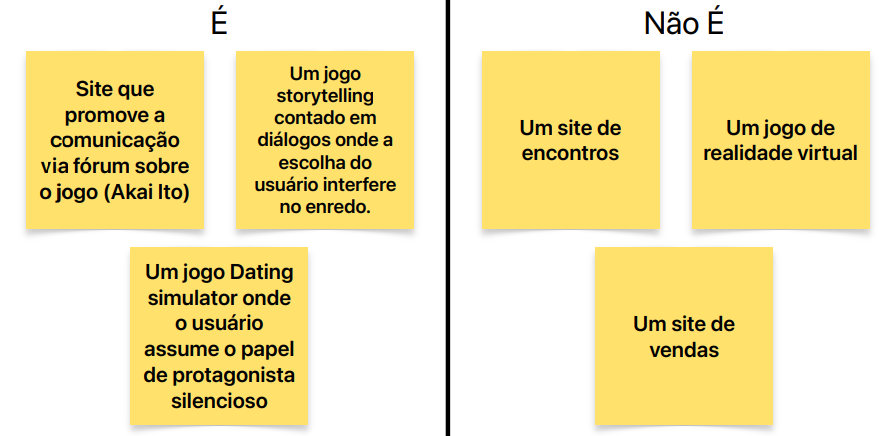 É
Site que
promove a
comunicação
via fórum sobre
o jogo (Akai Ito)
Um jogo
storytelling
contado em
diálogos onde a
escolha do
usuário interfere
no enredo.
Um jogo Dating
simulator onde
o usuário
assume o papel
de protagonista
silencioso
Não É
Um site de
encontros
Um jogo de
realidade virtual
Um site de
vendas